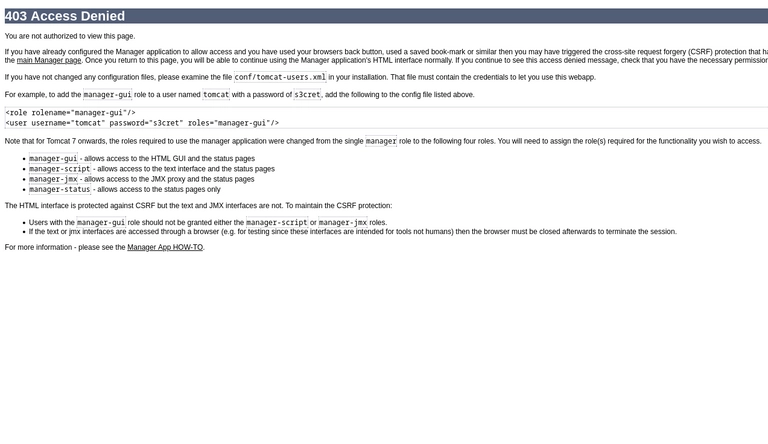 403 Access Denied
You are not authorized to view this page.
If you have already configured the Manager application to allow access and you have used your browsers back button, used a saved book-mark or similar then you may have triggered the cross-site request forgery (CSRF) protection that
the main Manager page. Once you return to this page, you will be able to continue using the Manager application's HTML interface normally. If you continue to see this access denied message, check that you have the necessary
If you have not changed any configuration files, please examine the file conf/tomcat-users.xml in your installation. That file must contain the credentials to let you use this webapp.
For example, to add the manager-gui role to a user named tomcat with a password of s3cret, add the following to the config file listed above.
<role rolename="manager-gui"/>
<user username="tomcat" password="s3cret" roles="manager-gui"/>
Note that for Tomcat 7 onwards, the roles required to use the manager application were changed from the single manager role to the following four roles. You will need to assign the role(s) required for the functionality you wish to access.
• manager-gui - allows access to the HTML GUI and the status pages
• manager-script - allows access to the text interface and the status pages
• manager-jmx - allows access to the JMX proxy and the status pages
• manager-status - allows access to the status pages only
The HTML interface is protected against CSRF but the text and JMX interfaces are not. To maintain the CSRF protection:
• Users with the manager-gui role should not be granted either the manager-script or manager-jmx roles.
• If the text or jmx interfaces are accessed through a browser (e.g. for testing since these interfaces are intended for tools not humans) then the browser must be closed afterwards to terminate the session.
For more information - please see the Manager App HOW-TO.